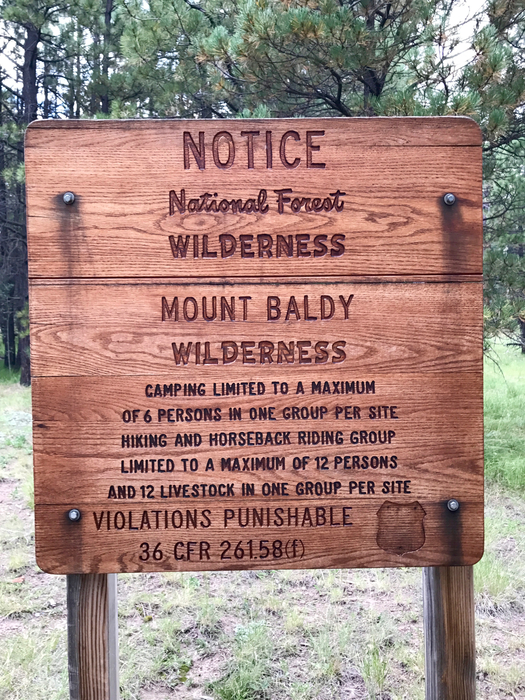 NOTICE
National Forest
WILDERNESS
MOUNT BALDY
WILDERNESS
CAMPING LIMITED TO A MAXIMUM
OF 6 PERSONS IN ONE GROUP PER SITE
HIKING AND HORSEBACK RIDING GROUP
LIMITED TO A MAXIMUM OF 12 PERSONS
AND 12 LIVESTOCK IN ONE GROUP PER SITE
VIOLATIONS PUNISHABLE
36 CFR 261.58(f)